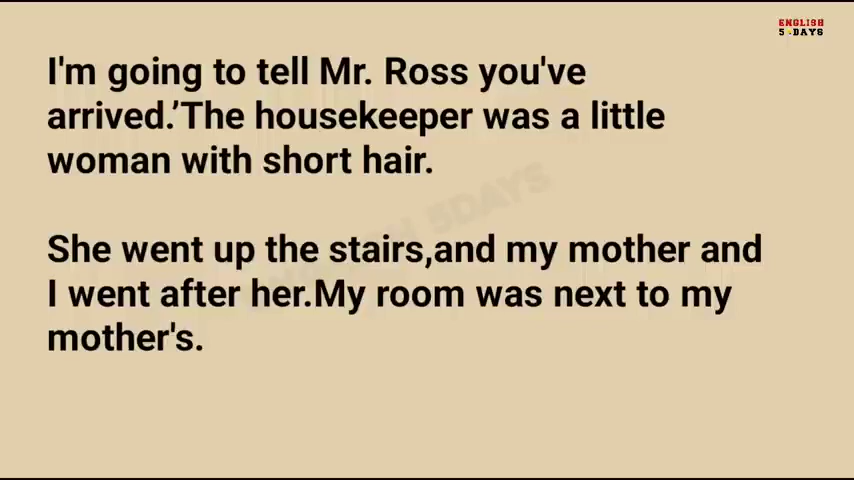 ENGLISH
5 DAYS
I'm going to tell Mr. Ross you've
arrived.’The housekeeper was a little
woman with short hair.
She went up the stairs,and my mother and
I went after her.My room was next to my
mother's.
ENGLISH 5DAYS